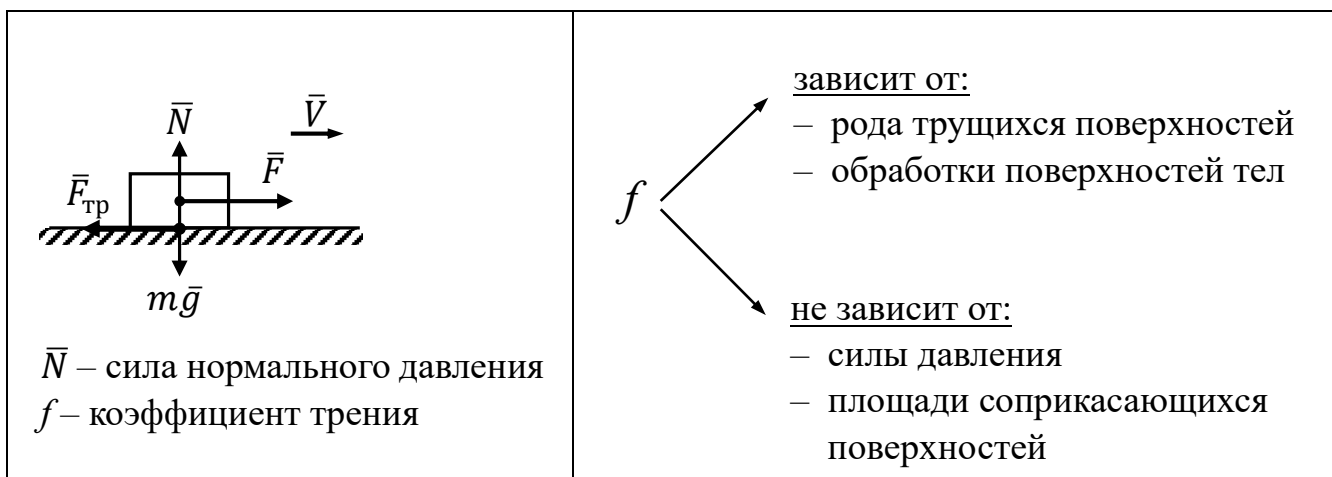 N̅
V̅
F̅
F̅тр
mg̅
N̅ – сила нормального давления
f – коэффициент трения
f
зависит от:
– рода трущихся поверхностей
– обработки поверхностей тел
не зависит от:
– силы давления
– площади соприкасающихся
поверхностей